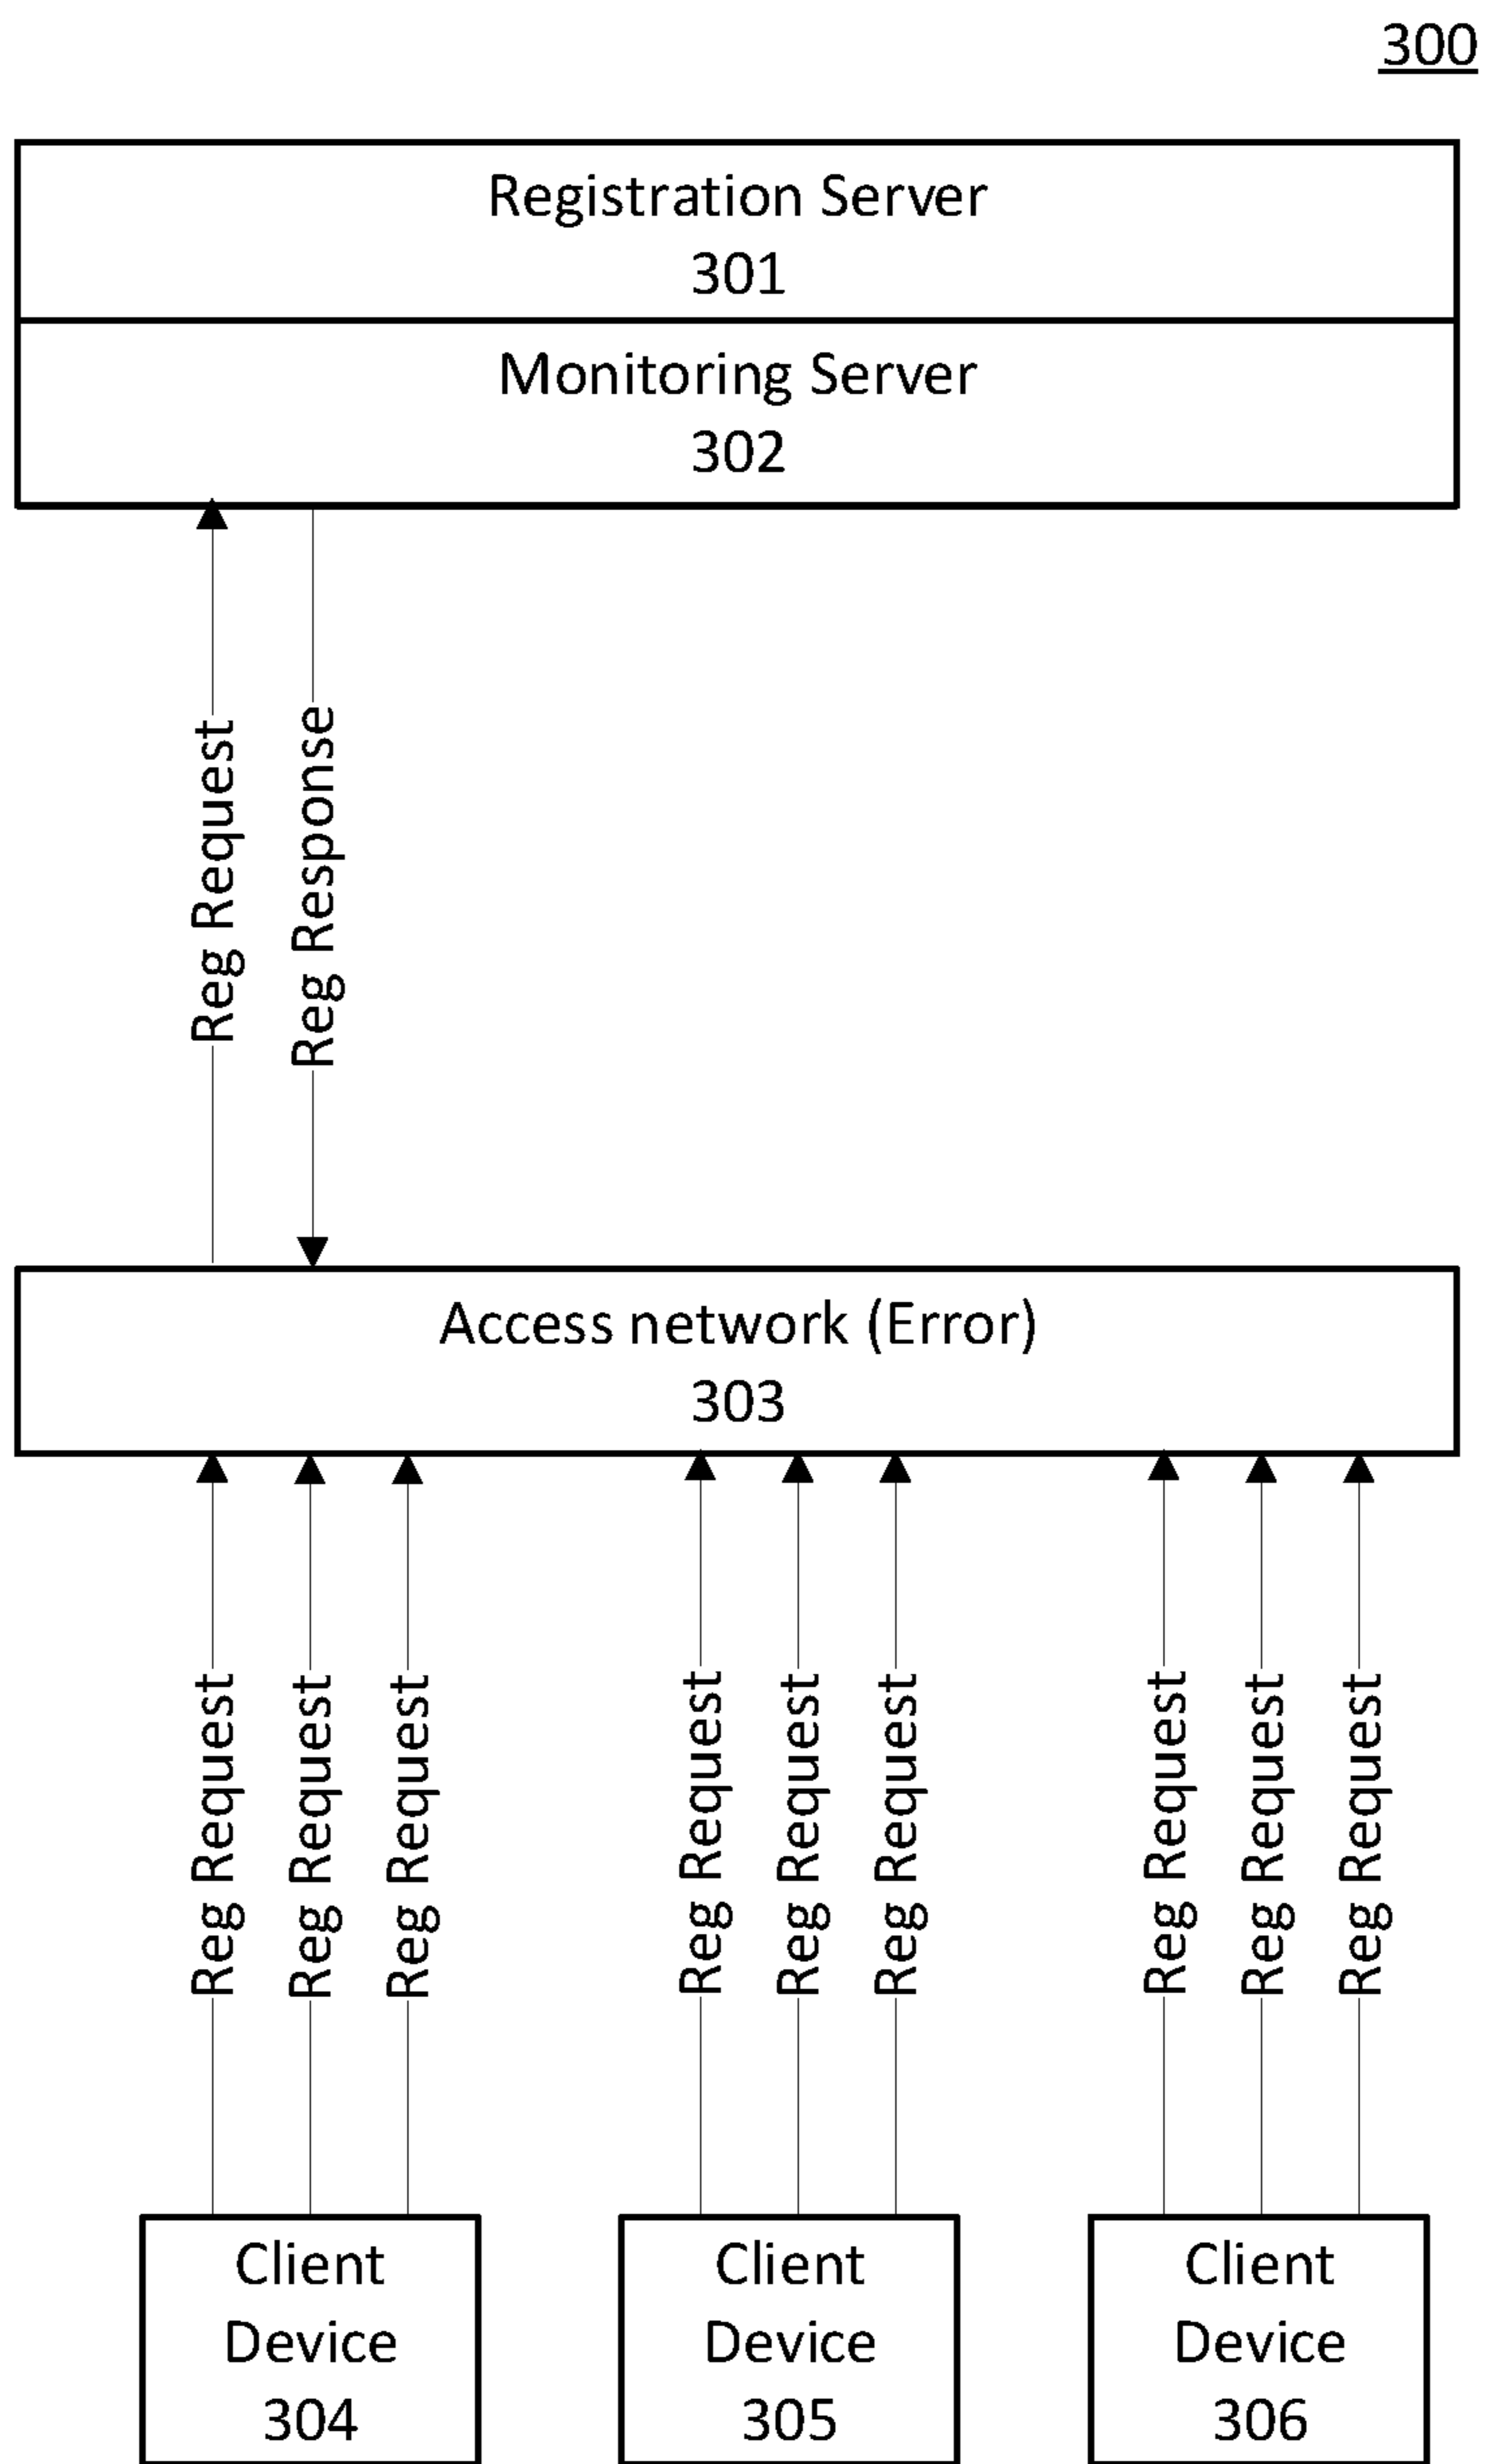 300
Registration Server
301
Monitoring Server
302
Reg Request
Reg Response
Access network (Error)
303
Reg Request
Reg Request
Reg Request
Reg Request
Reg Request
Reg Request
Reg Request
Reg Request
Reg Request
Client
Device
304
Client
Device
305
Client
Device
306